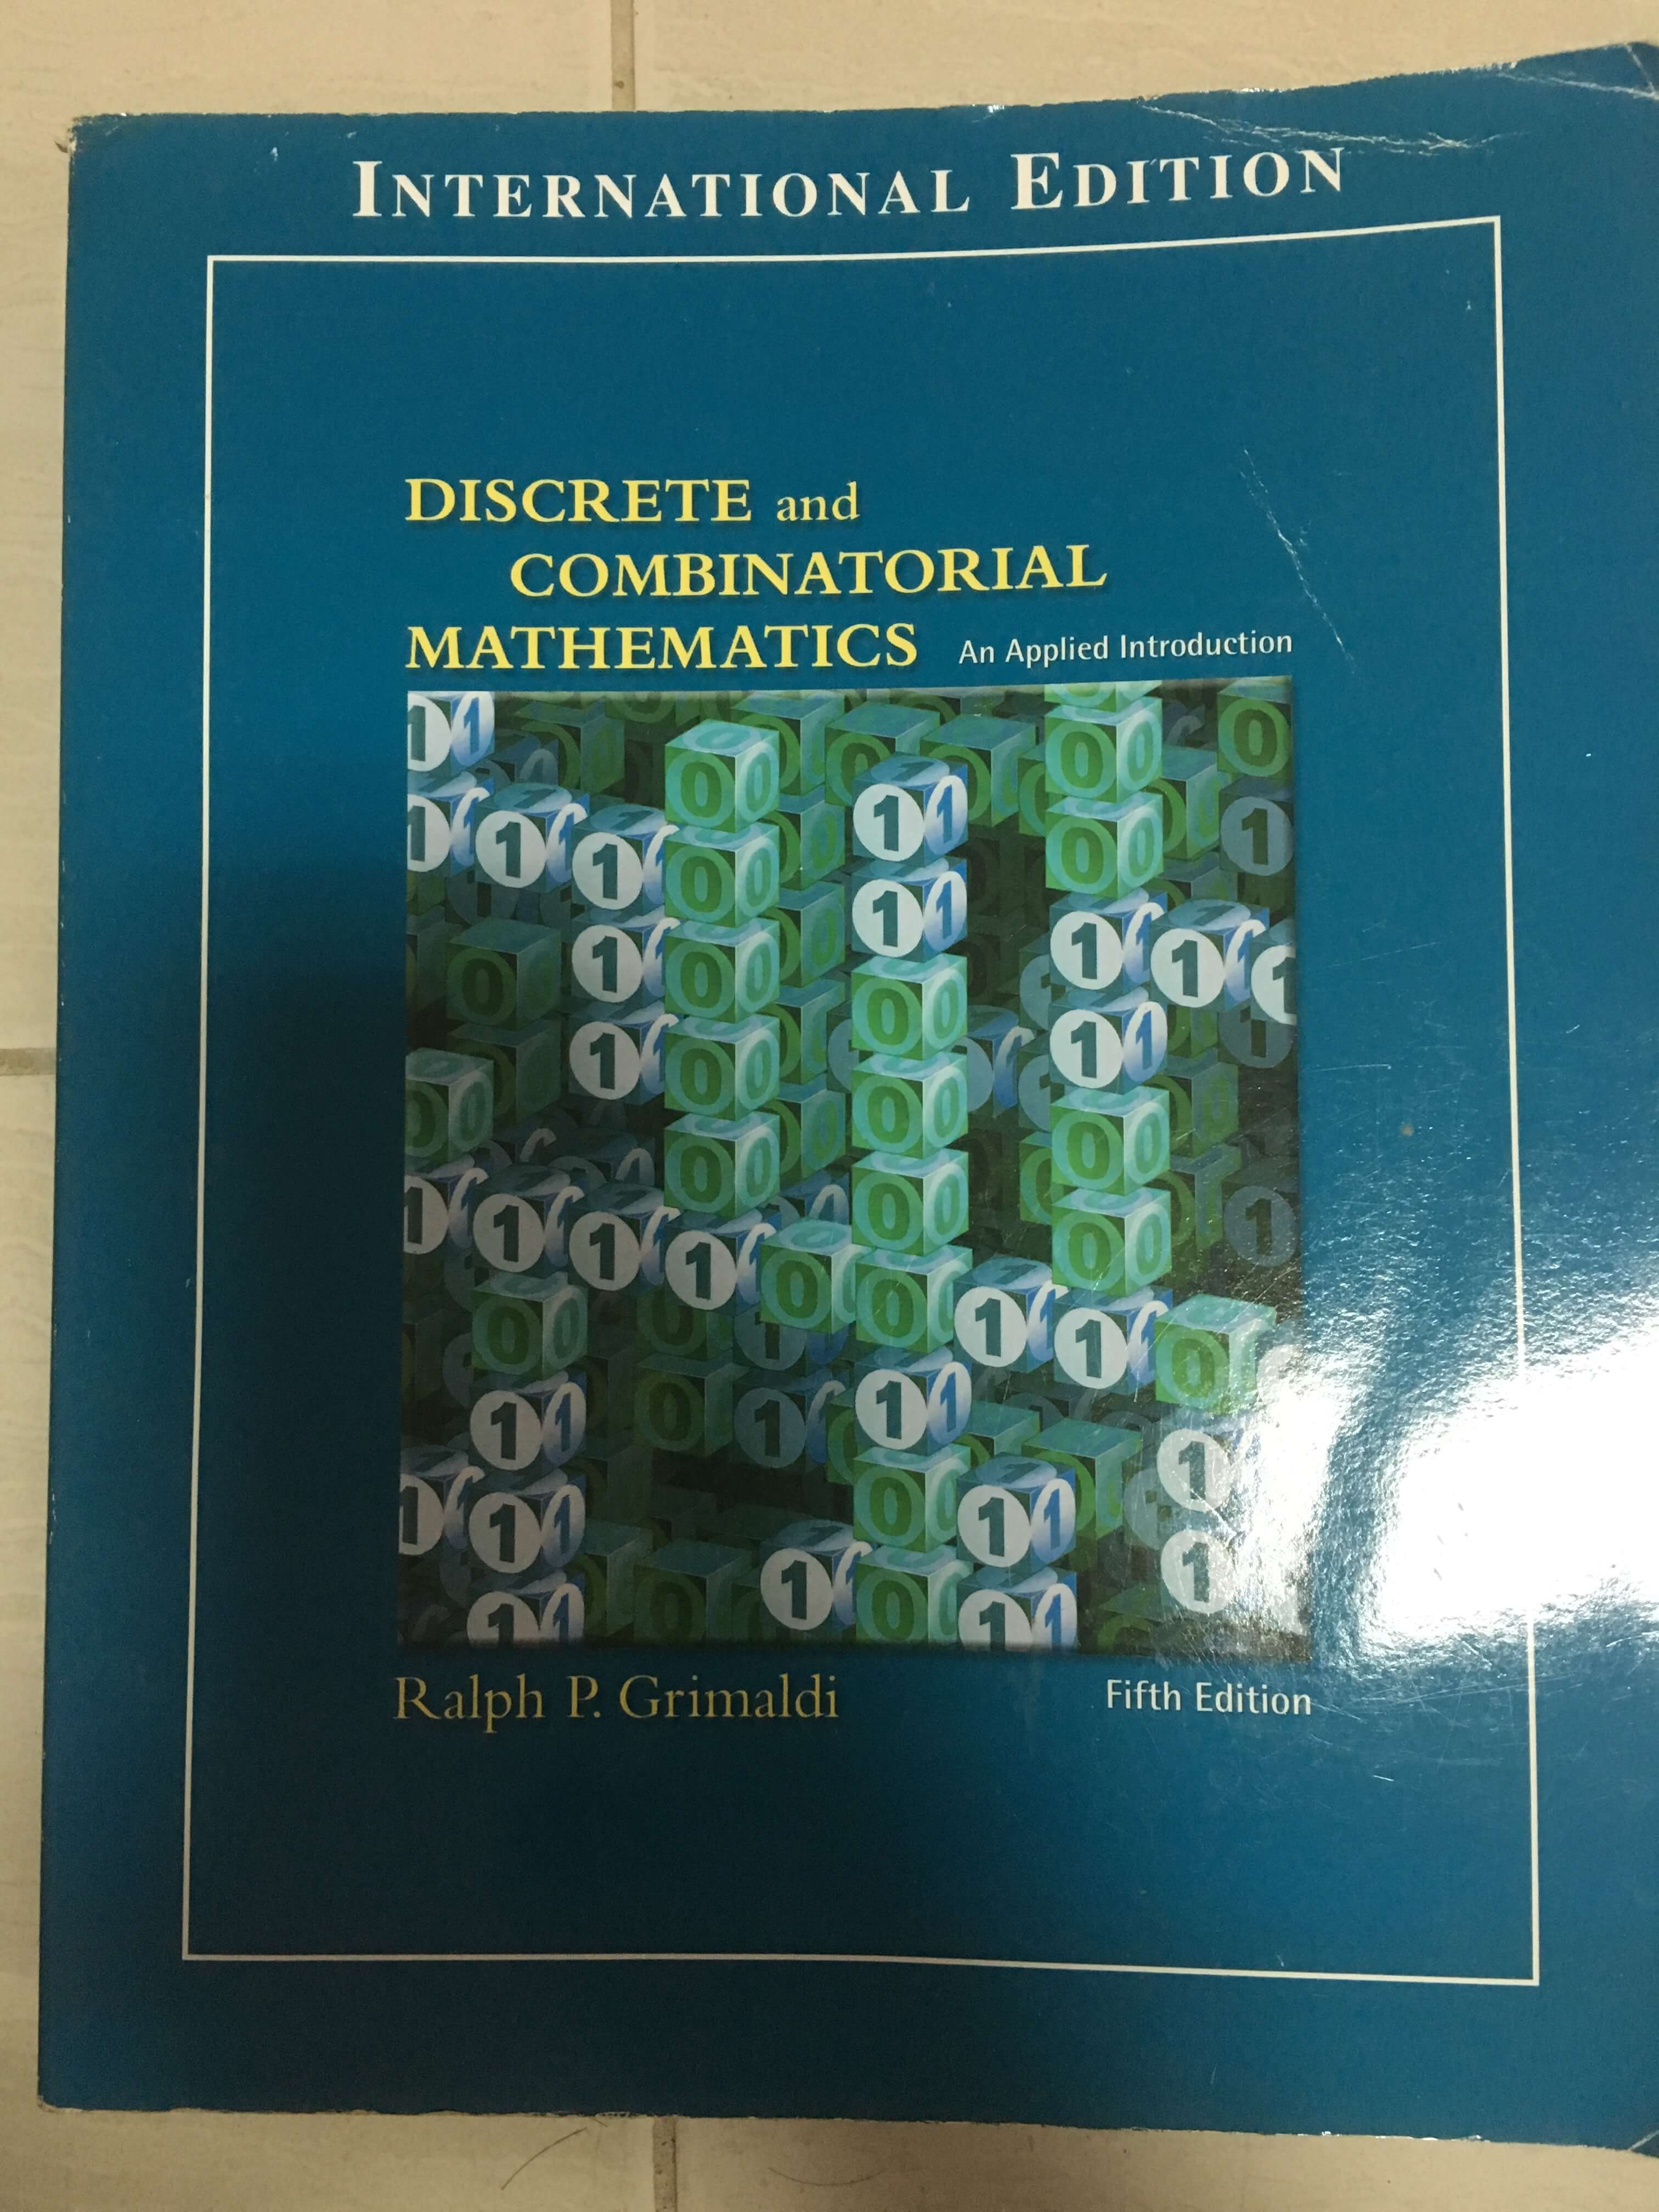 INTERNATIONAL EDITION
DISCRETE and
COMBINATORIAL
MATHEMATICS An Applied Introduction
Ralph P. Grimaldi Fifth Edition